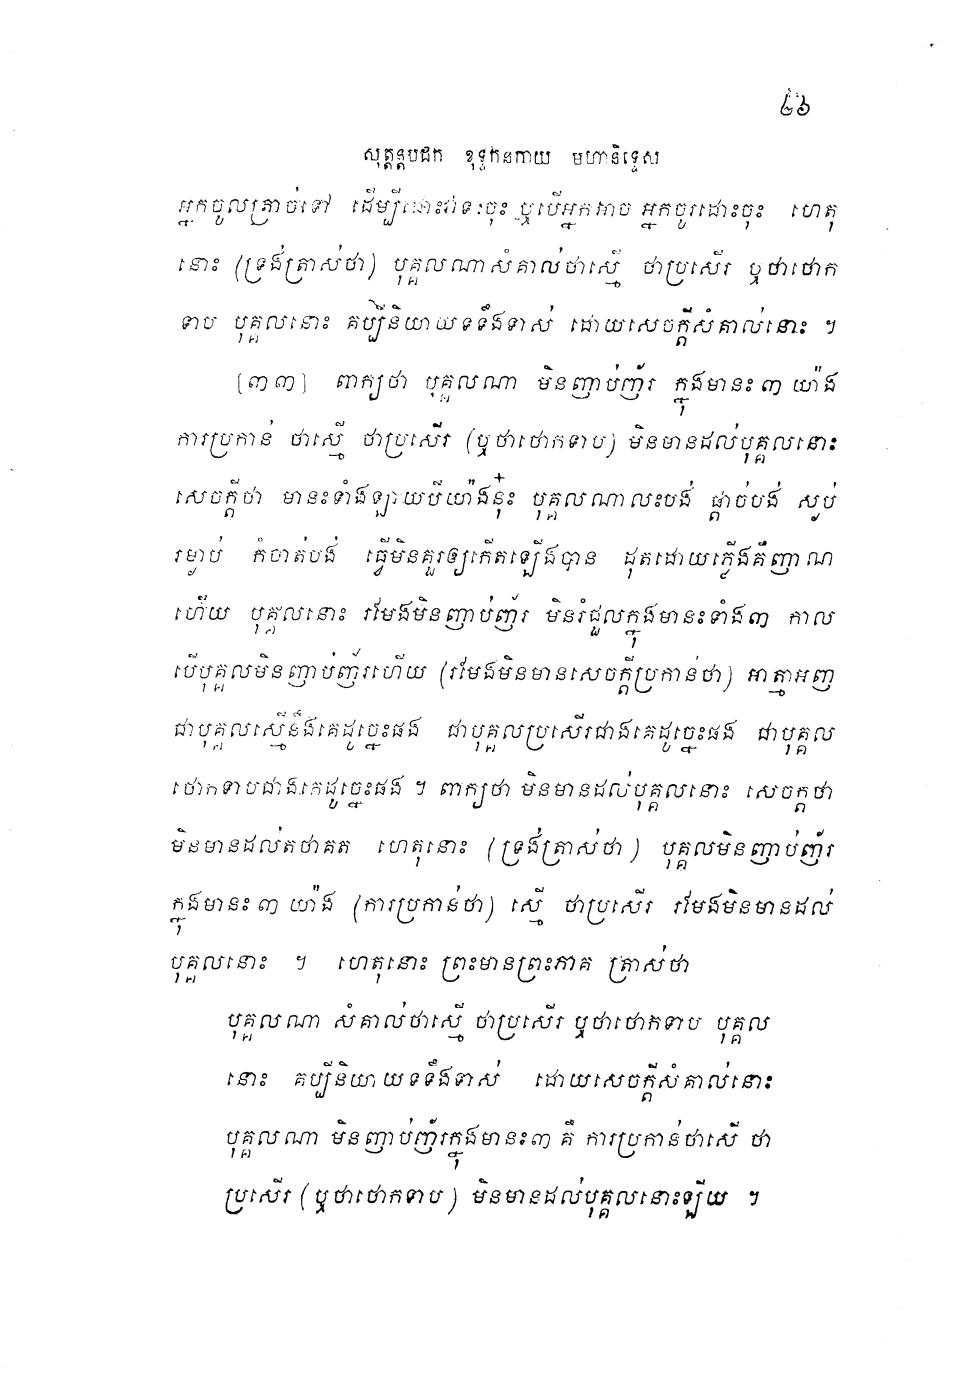 ៤៦
សុត្តន្តបិដក ខុទ្ទកនិកាយ មហានិទ្ទេស
អ្នកចូលត្រាច់ទៅ ដើម្បីដោះវាទៈចុះ ឬបើអ្នកអាច អ្នកចូរដោះចុះ ហេតុ
នោះ (ទ្រង់ត្រាស់ថា) បុគ្គលណាសំគាល់ថាស្មើ ថាប្រសើរ ឬថាថោក
ទាប បុគ្គលនោះ គប្បីនិយាយទទឹងទាស់ ដោយសេចក្តីសំគាល់នោះ ។
[៣៣] ពាក្យថា បុគ្គលណា មិនញាប់ញ័រ ក្នុងមានះ ៣ យ៉ាង
ការប្រកាន់ ថាស្មើ ថាប្រសើរ (ឬថាថោកទាប) មិនមានដល់បុគ្គលនោះ
សេចក្តីថា មានះទាំងឡាយបីយ៉ាងនុ៎ះ បុគ្គលណាលះបង់ ផ្តាច់បង់ ស្ងប់
រម្ងាប់ កំចាត់បង់ ធ្វើមិនគួរឲ្យកើតឡើងបាន ដុតដោយភ្លើងគឺញាណ
ហើយ បុគ្គលនោះ រមែងមិនញាប់ញ័រ មិនរំជួលក្នុងមានះទាំង៣ កាល
បើបុគ្គលមិនញាប់ញ័រហើយ (រមែងមិនមានសេចក្តីប្រកាន់ថា) អាត្មាអញ
ជាបុគ្គលស្មើនឹងគេដូច្នេះផង ជាបុគ្គលប្រសើរជាងគេដូច្នេះផង ជាបុគ្គល
ថោកទាបជាងគេដូច្នេះផង ។ ពាក្យថា មិនមានដល់បុគ្គលនោះ សេចក្តថា
មិនមានដល់តថាគត ហេតុនោះ (ទ្រង់ត្រាស់ថា) បុគ្គលមិនញាប់ញ័រ
ក្នុងមានះ ៣ យ៉ាង (ការប្រកាន់ថា) ស្មើ ថាប្រសើរ រមែងមិនមានដល់
បុគ្គលនោះ ។ ហេតុនោះ ព្រះមានព្រះភាគ ត្រាស់ថា
បុគ្គលណា សំគាល់ថាស្មើ ថាប្រសើរ ឬថាថោកទាប បុគ្គល
នោះ គប្បីនិយាយទទឹងទាស់ ដោយសេចក្តីសំគាល់នោះ
បុគ្គលណា មិនញាប់ញ័រក្នុងមានះ៣ គឺ ការប្រកាន់ថាស្មើ ថា
ប្រសើរ (ឬថាថោកទាប) មិនមានដល់បុគ្គលនោះឡើយ ។